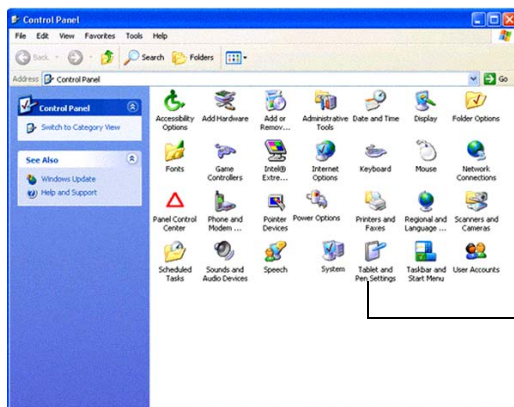 Control Panel
File Edit View Favorites Tools Help
Back Search Folders
Address Control Panel Go
Control Panel
Switch to Category View
See Also
Windows Update
Help and Support
Accessibility Options
Add Hardware
Add or Remov...
Administrative Tools
Date and Time
Display
Folder Options
Fonts
Game Controllers
Intel® Extre...
Internet Options
Keyboard
Mouse
Network Connections
Panel Control Center
Phone and Modem ...
Pointer Devices
Power Options
Printers and Faxes
Regional and Language ...
Scanners and Cameras
Scheduled Tasks
Sounds and Audio Devices
Speech
System
Tablet and Pen Settings
Taskbar and Start Menu
User Accounts